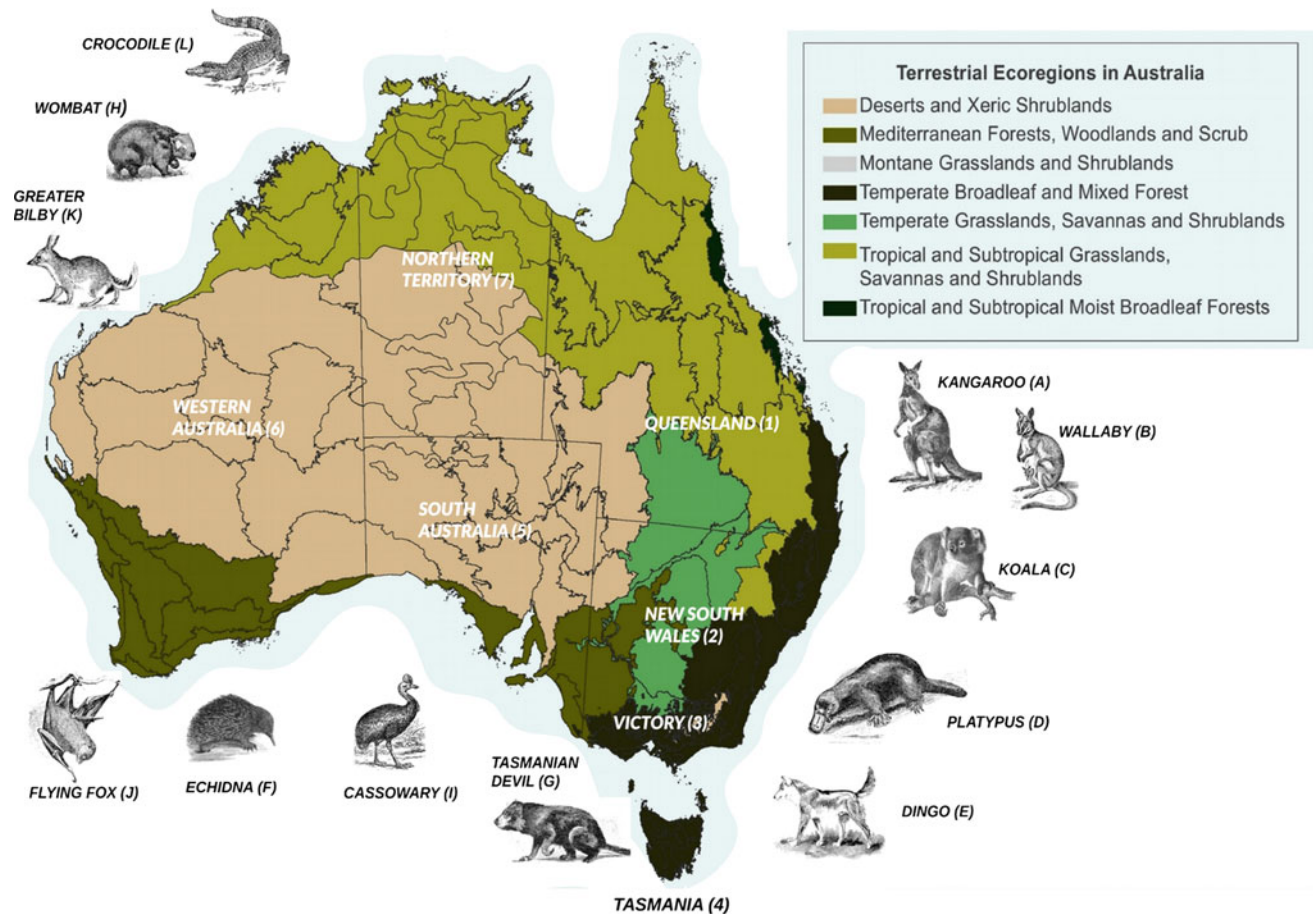 CROCODILE (L)
WOMBAT (H)
GREATER
BILBY (K)
Terrestrial Ecoregions in Australia
Deserts and Xeric Shrublands
Mediterranean Forests, Woodlands and Scrub
Montane Grasslands and Shrublands
Temperate Broadleaf and Mixed Forest
Temperate Grasslands, Savannas and Shrublands
Tropical and Subtropical Grasslands,
Savannas and Shrublands
Tropical and Subtropical Moist Broadleaf Forests
NORTHERN
TERRITORY (7)
WESTERN
AUSTRALIA (6)
QUEENSLAND (1)
SOUTH
AUSTRALIA (5)
NEW SOUTH
WALES (2)
VICTORY (3)
KANGAROO (A)
WALLABY (B)
KOALA (C)
PLATYPUS (D)
DINGO (E)
FLYING FOX (J)
ECHIDNA (F)
CASSOWARY (I)
TASMANIAN
DEVIL (G)
TASMANIA (4)